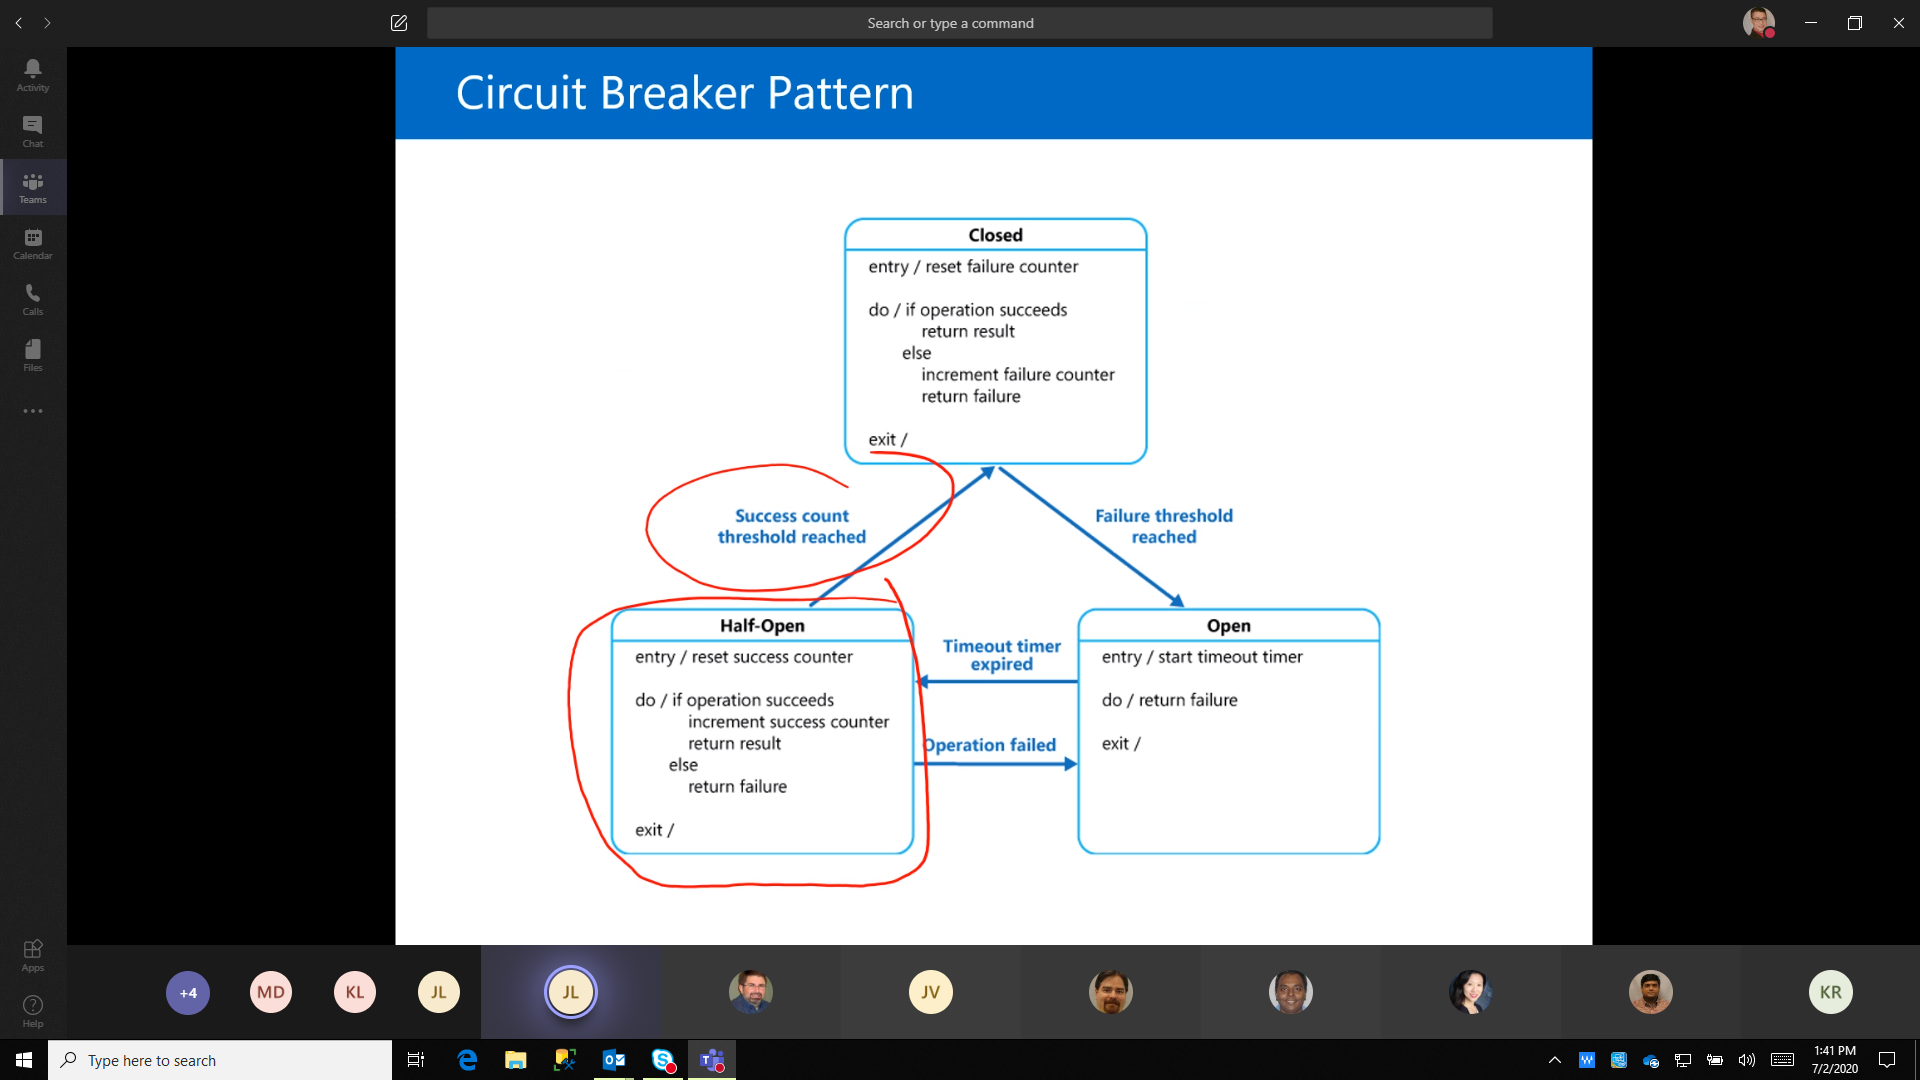 Search or type a command
Activity
Chat
Teams
Calendar
Calls
Files
Apps
Help
Circuit Breaker Pattern
Closed
entry / reset failure counter
do / if operation succeeds
return result
else
increment failure counter
return failure
exit /
Success count
threshold reached
Failure threshold
reached
Half-Open
entry / reset success counter
do / if operation succeeds
increment success counter
return result
else
return failure
exit /
Timeout timer
expired
Operation failed
Open
entry / start timeout timer
do / return failure
exit /
+4
MD
KL
JL
JL
JV
KR
Type here to search
1:41 PM
7/2/2020